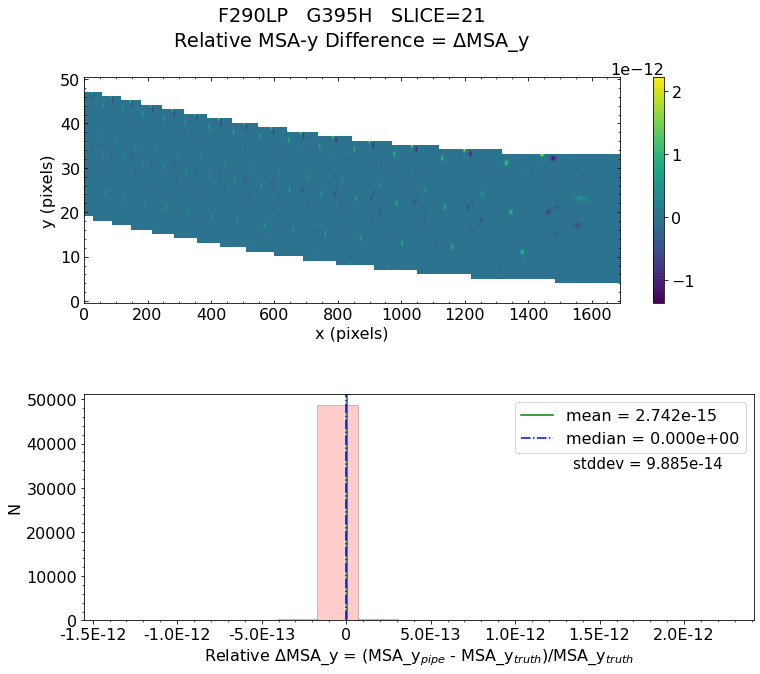 F290LP G395H SLICE=21
Relative MSA-y Difference = ΔMSA_y
1e−12
50
40
30
20
10
0
y (pixels)
0 200 400 600 800 1000 1200 1400 1600
x (pixels)
2
1
0
−1
50000
40000
30000
20000
10000
0
N
mean = 2.742e-15
median = 0.000e+00
stddev = 9.885e-14
-1.5E-12 -1.0E-12 -5.0E-13 0 5.0E-13 1.0E-12 1.5E-12 2.0E-12
Relative ΔMSA_y = (MSA_y_pipe - MSA_y_truth)/MSA_y_truth